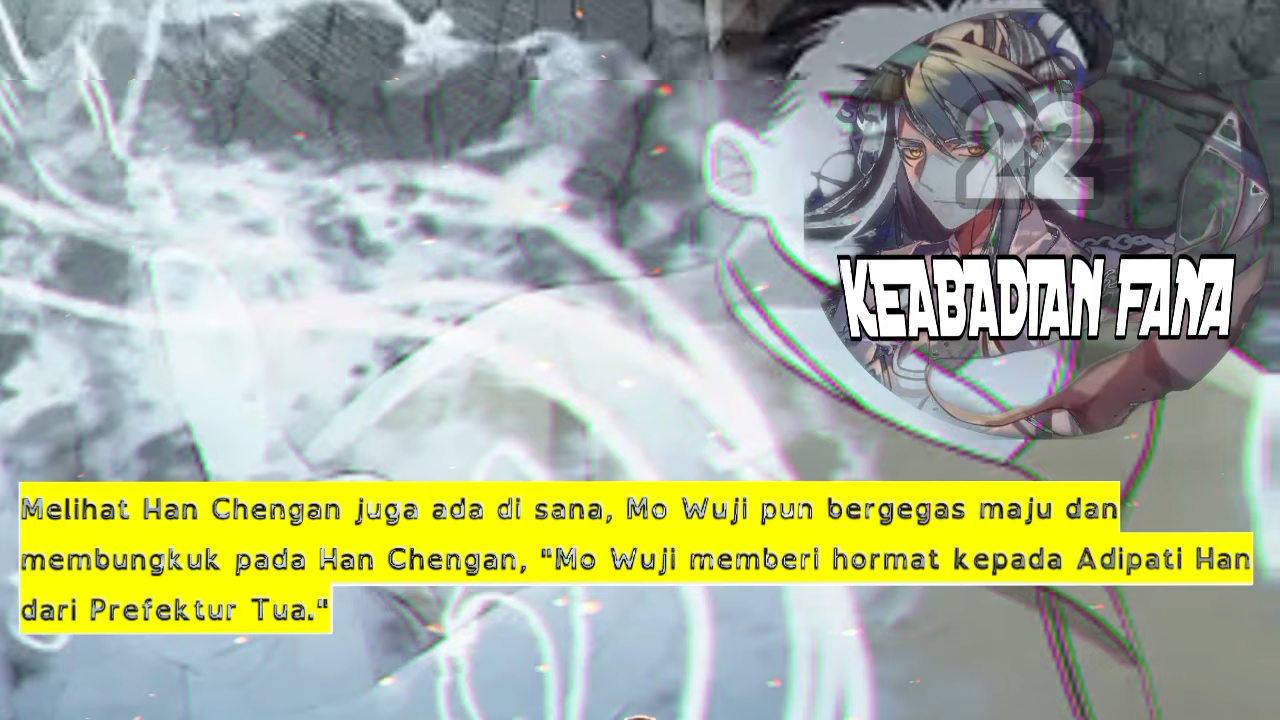 22
KEABADIAN FANA
Melihat Han Chengan juga ada di sana, Mo Wuji pun bergegas maju dan
membungkuk pada Han Chengan, "Mo Wuji memberi hormat kepada Adipati Han
dari Prefektur Tua."